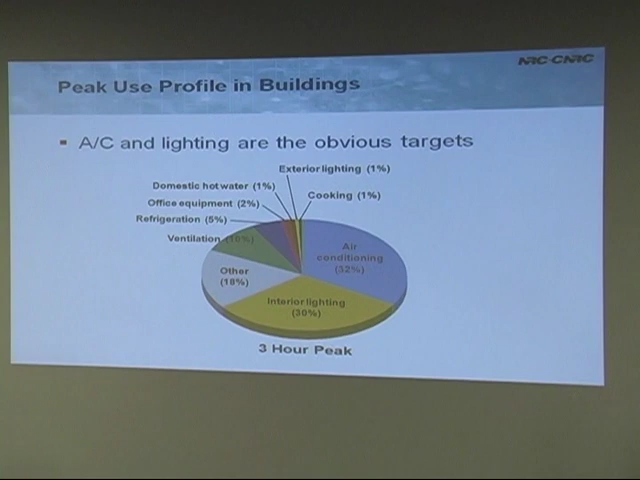 NRC·CNRC
Peak Use Profile in Buildings
▪ A/C and lighting are the obvious targets
Exterior lighting (1%)
Domestic hot water (1%)
Cooking (1%)
Office equipment (2%)
Refrigeration (5%)
Ventilation (10%)
Air
conditioning
(32%)
Other
(18%)
Interior lighting
(30%)
3 Hour Peak